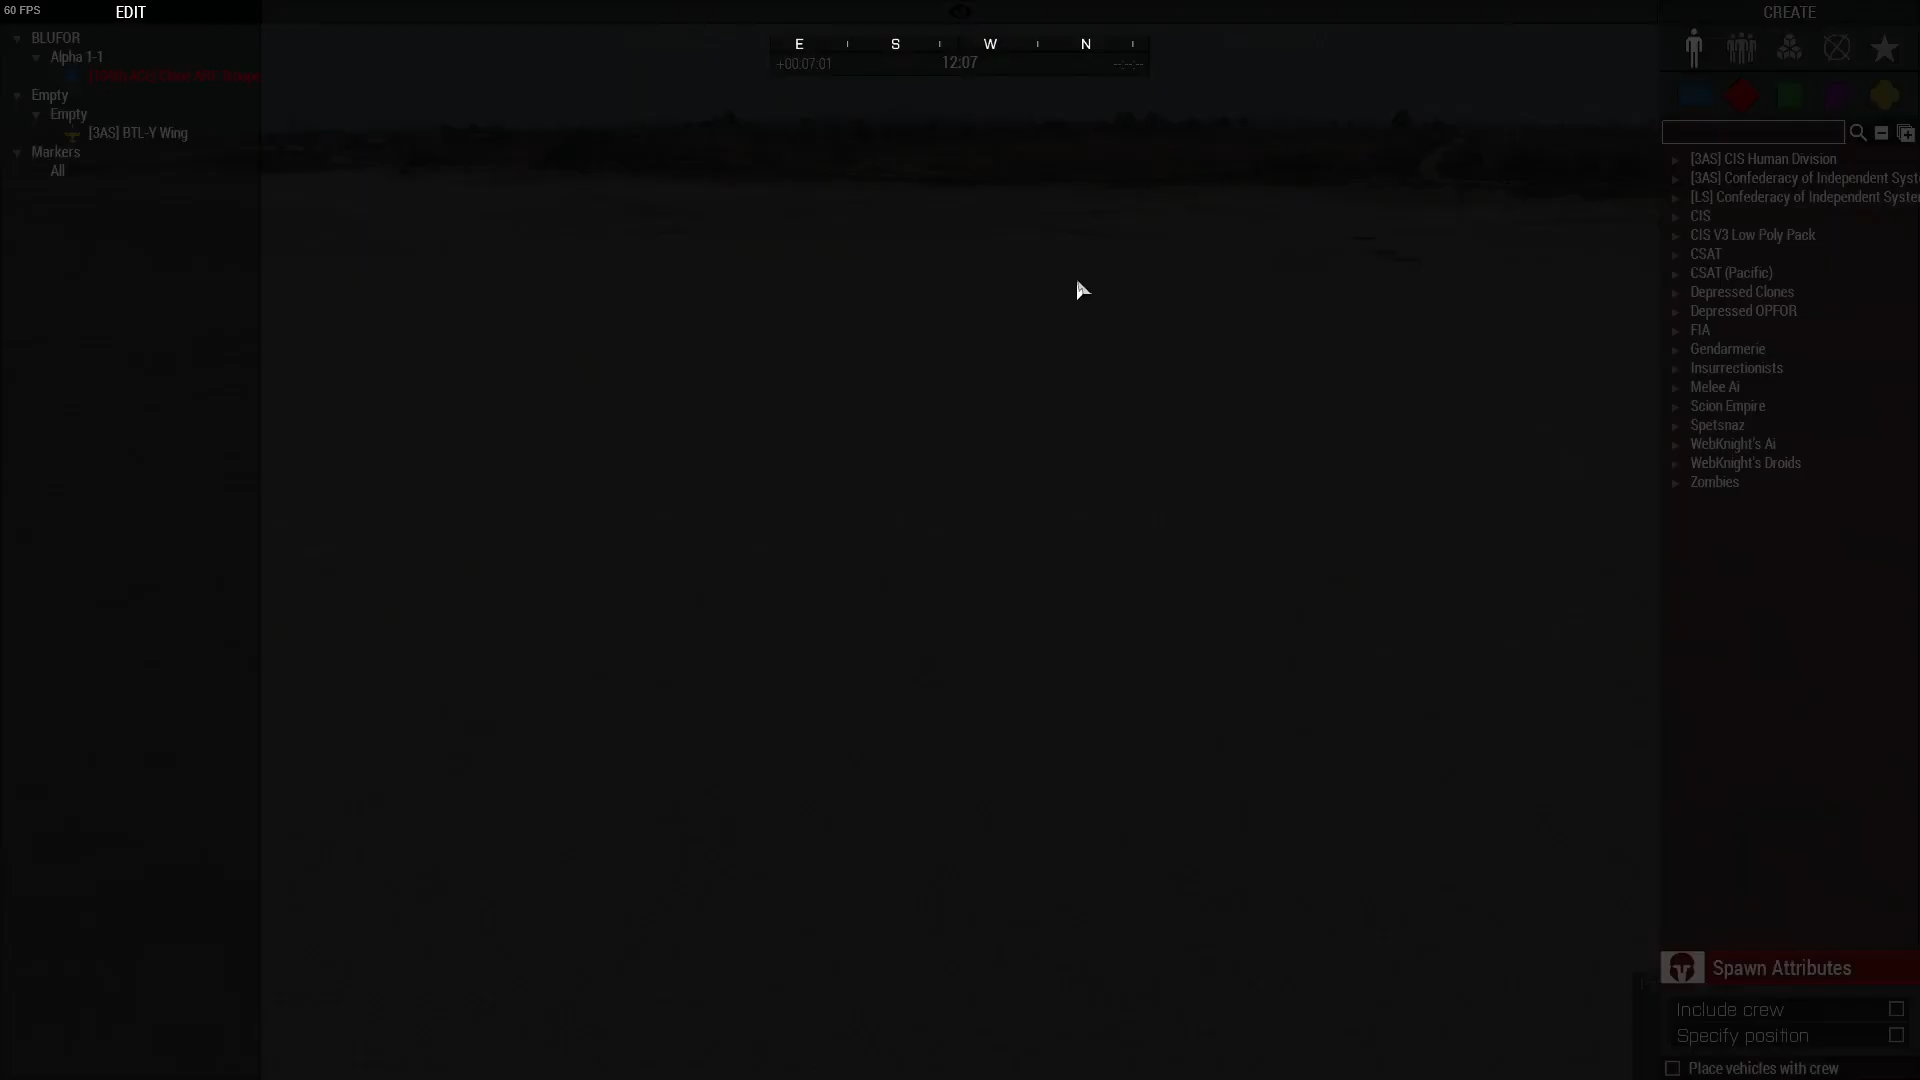 60 FPS
EDIT
CREATE
BLUFOR
Alpha 1-1
Empty
Empty
[3AS] BTL-Y Wing
Markers
All
E S W N
+00:07:01 12:07 --:--:--
[3AS] CIS Human Division
[3AS] Confederacy of Independent Syst
[LS] Confederacy of Independent Syste
CIS
CIS V3 Low Poly Pack
CSAT
CSAT (Pacific)
Depressed Clones
Depressed OPFOR
FIA
Gendarmerie
Insurrectionists
Melee Ai
Scion Empire
Spetsnaz
WebKnight's Ai
WebKnight's Droids
Zombies
Spawn Attributes
Include crew
Specify position
Place vehicles with crew